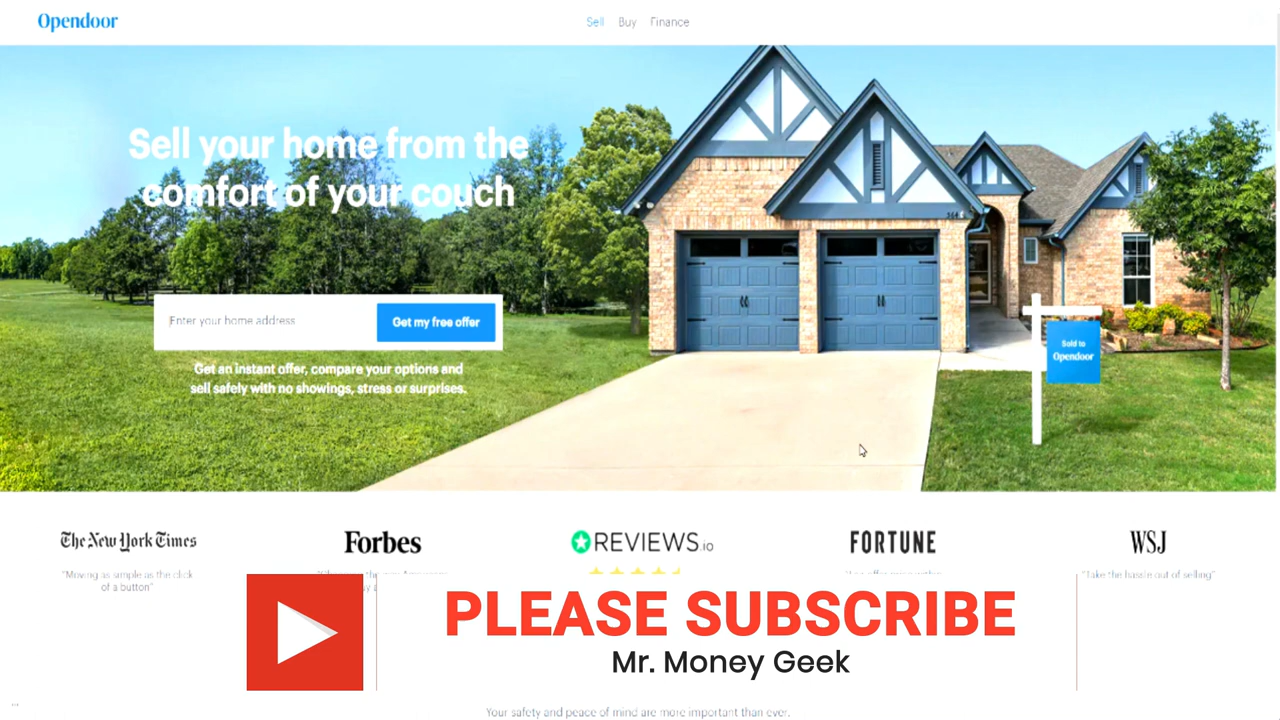 Opendoor
Sell Buy Finance
Sell your home from the
comfort of your couch
Enter your home address
Get my free offer
Get an instant offer, compare your options and
sell safely with no showings, stress or surprises.
Sold to
Opendoor
The New York Times
Forbes
REVIEWS.io
FORTUNE
WSJ
"Moving as simple as the click
of a button"
"Take the hassle out of selling"
PLEASE SUBSCRIBE
Mr. Money Geek
Your safety and peace of mind are more important than ever.